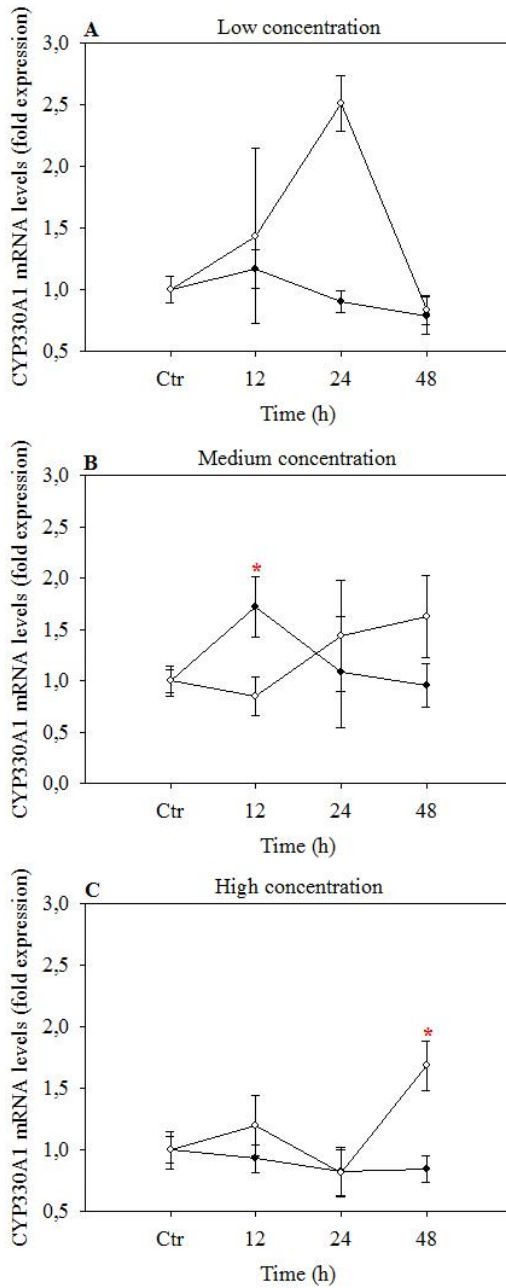 A
Low concentration
CYP330A1 mRNA levels (fold expression)
3,0
2,5
2,0
1,5
1,0
0,5
Ctr 12 24 48
Time (h)
B
Medium concentration
CYP330A1 mRNA levels (fold expression)
3,0
2,5
2,0
*
1,5
1,0
0,5
0,0
Ctr 12 24 48
Time (h)
C
High concentration
CYP330A1 mRNA levels (fold expression)
3,0
2,5
2,0
*
1,5
1,0
0,5
Ctr 12 24 48
Time (h)